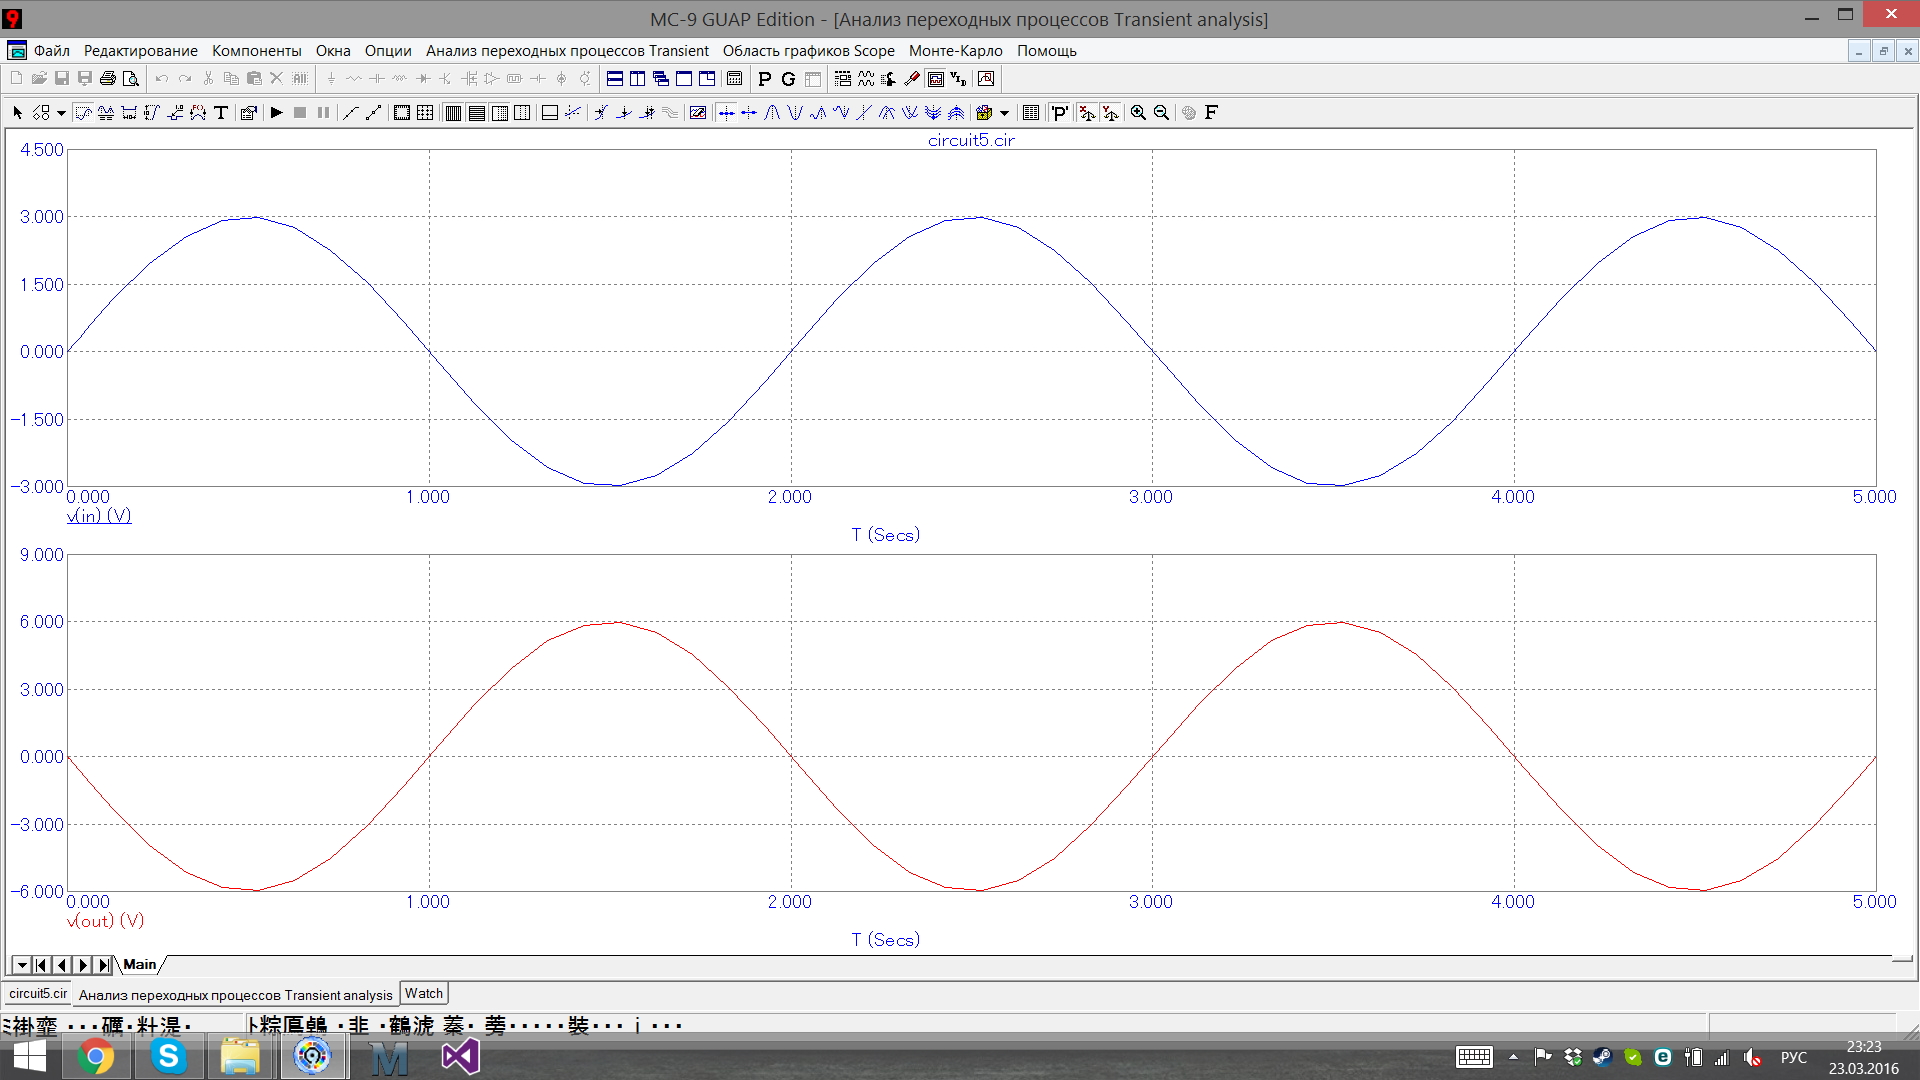 MC-9 GUAP Edition - [Анализ переходных процессов Transient analysis]
Файл Редактирование Компоненты Окна Опции Анализ переходных процессов Transient Область графиков Scope Монте-Карло Помощь
circuit5.cir
4.500
3.000
1.500
0.000
-1.500
-3.000
0.000 1.000 2.000 3.000 4.000 5.000
v(in) (V)
T (Secs)
9.000
6.000
3.000
0.000
-3.000
-6.000
0.000 1.000 2.000 3.000 4.000 5.000
v(out) (V)
T (Secs)
Main
circuit5.cir Анализ переходных процессов Transient analysis Watch
РУС
23:23
23.03.2016